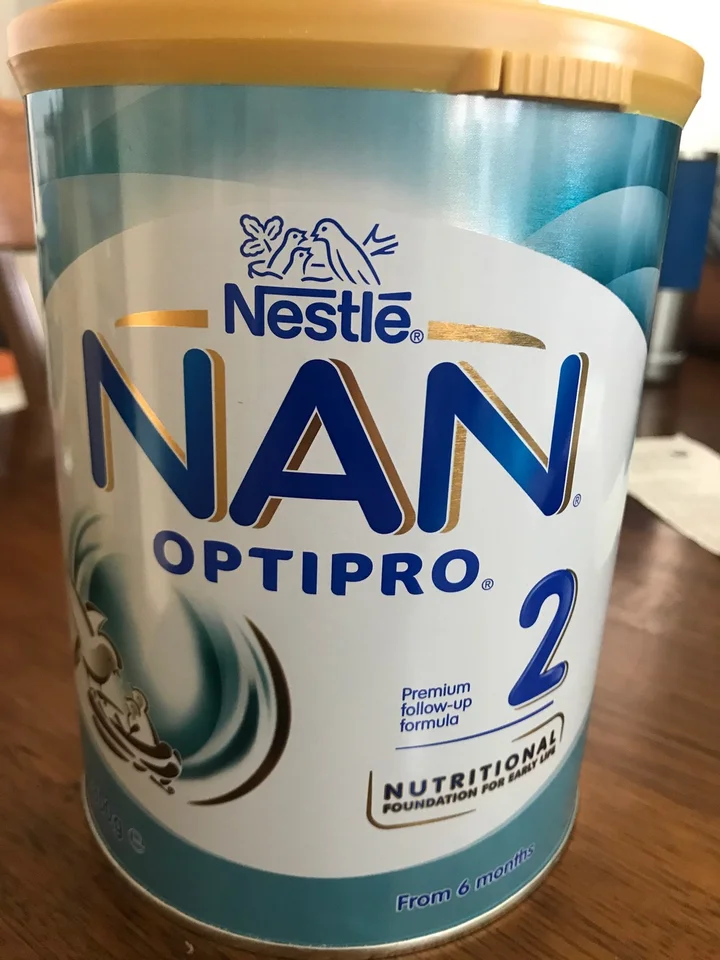 Nestlé®
NAN®
OPTIPRO®
2
Premium
follow-up
formula
NUTRITIONAL
FOUNDATION FOR EARLY LIFE
From 6 months